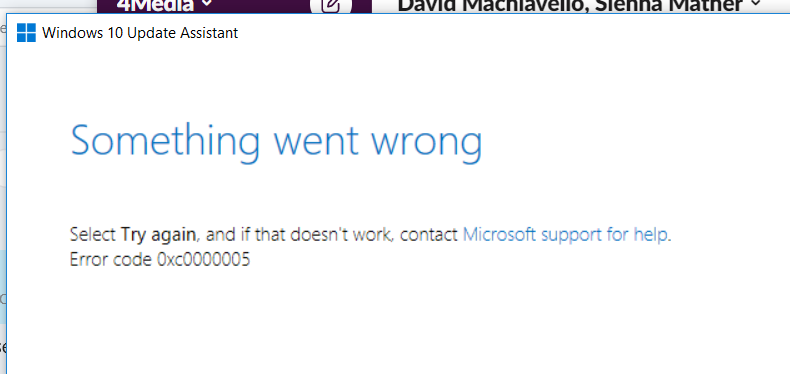 4Media
David Machiavello, Sienna Mather
Windows 10 Update Assistant
Something went wrong
Select Try again, and if that doesn't work, contact Microsoft support for help.
Error code 0xc0000005